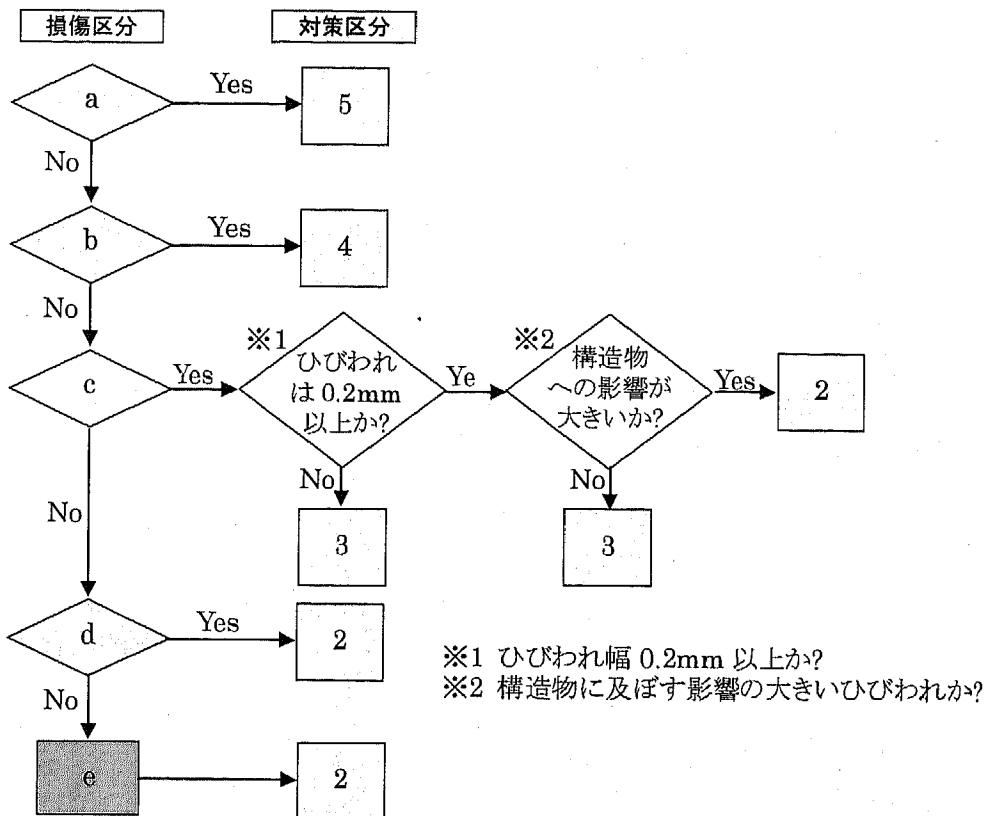 損傷区分
対策区分
a
Yes
5
No
b
Yes
4
No
c
Yes
※1
ひびわれ
は 0.2mm
以上か?
Ye
※2
構造物
への影響が
大きいか?
Yes
2
No
3
No
3
No
d
Yes
2
※1 ひびわれ幅 0.2mm 以上か?
※2 構造物に及ぼす影響の大きいひびわれか?
No
e
2